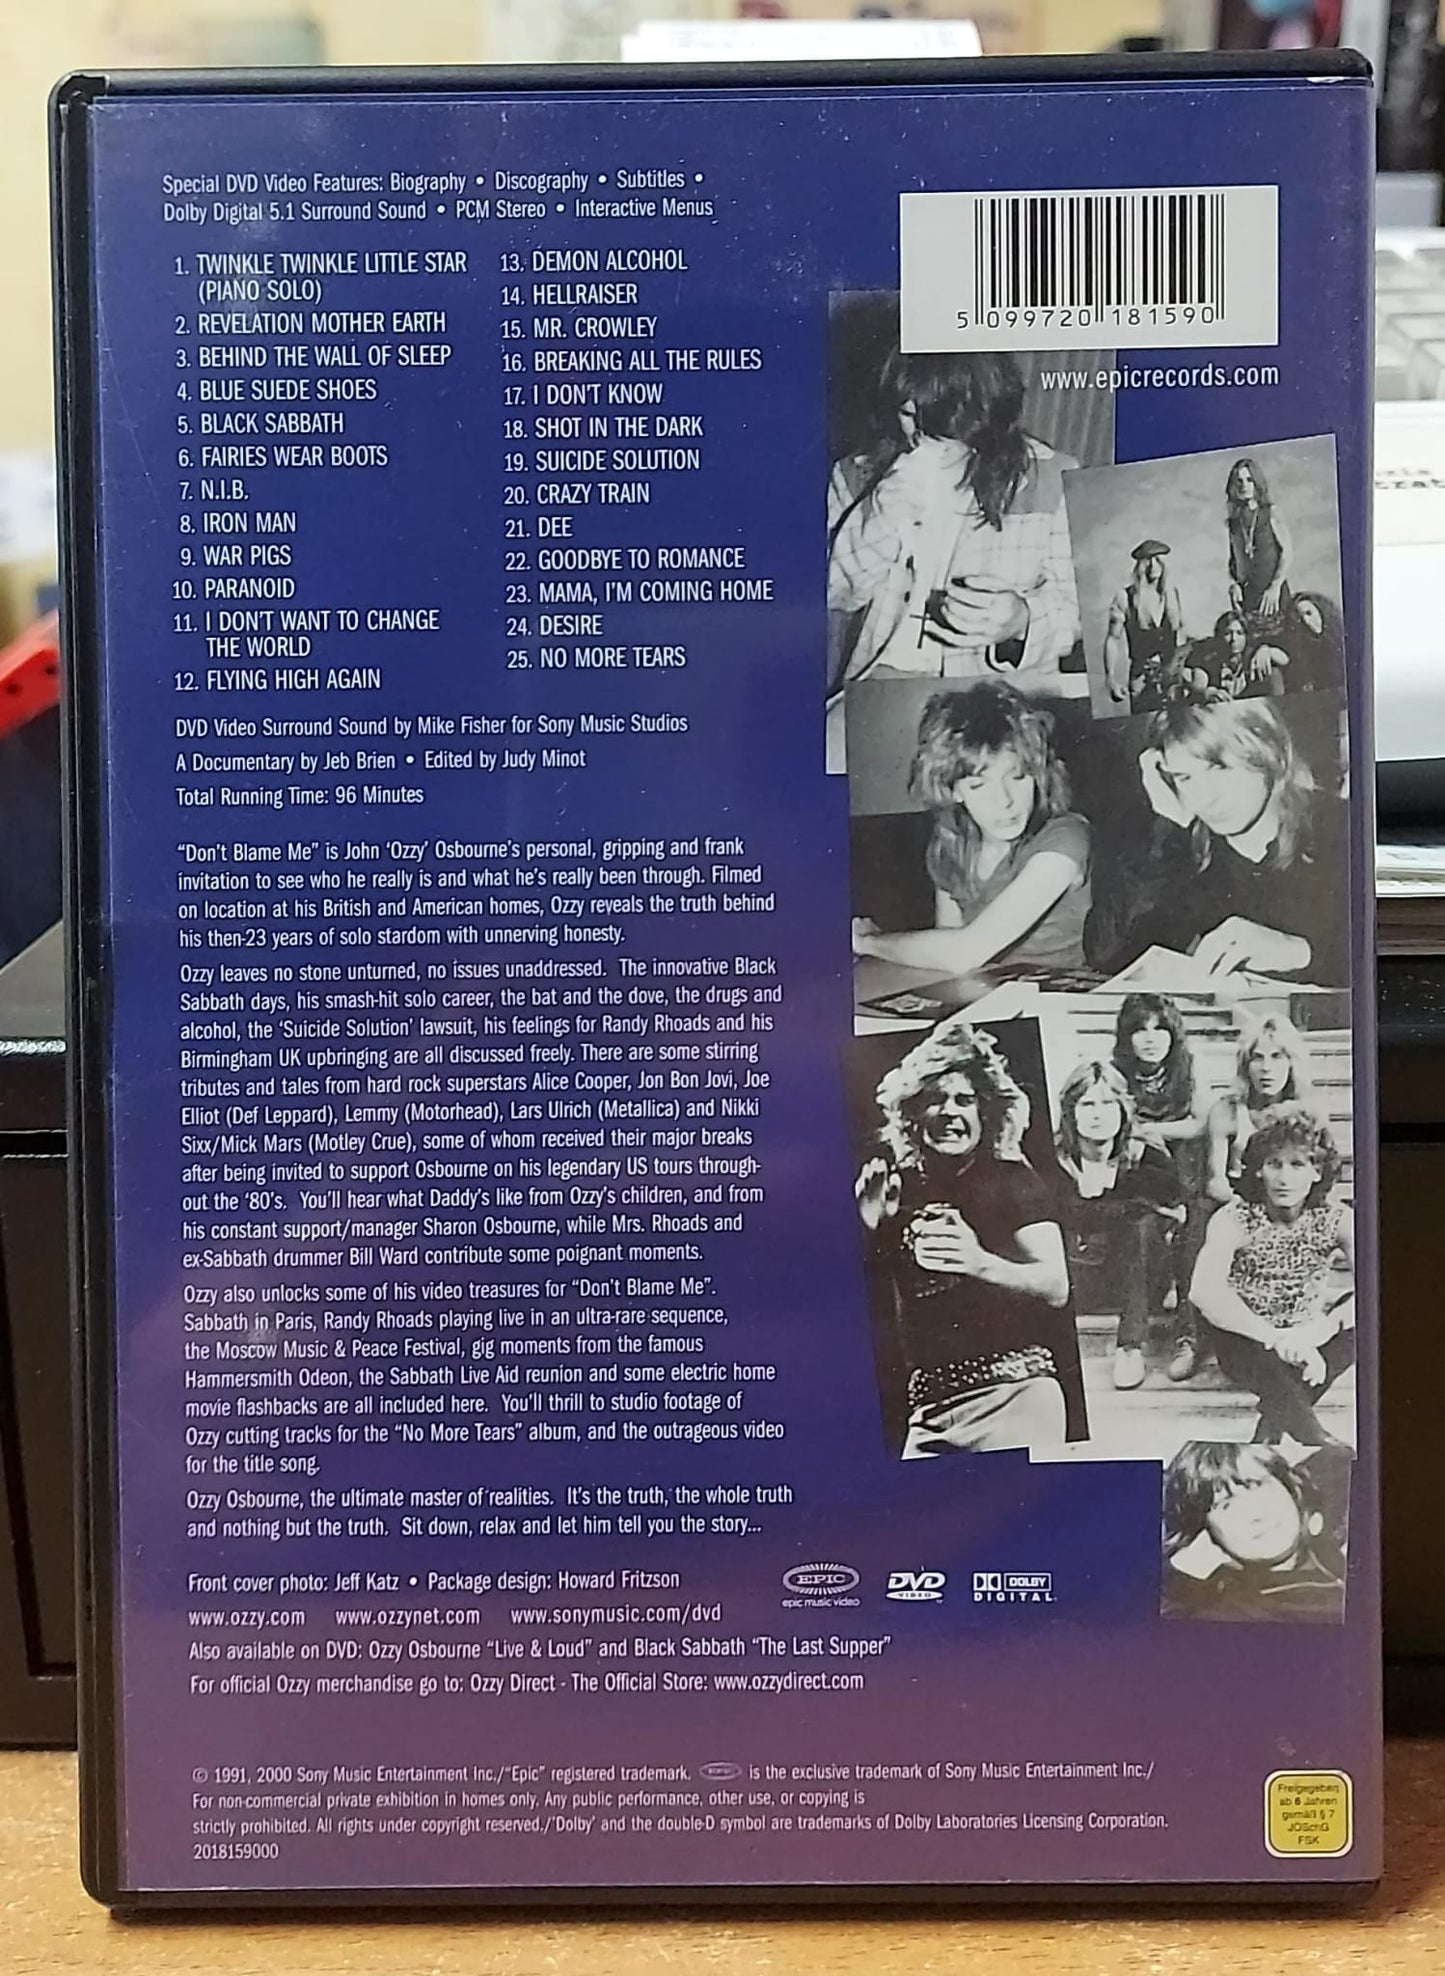 Special DVD Video Features: Biography • Discography • Subtitles •
Dolby Digital 5.1 Surround Sound • PCM Stereo • Interactive Menus
1. TWINKLE TWINKLE LITTLE STAR
(PIANO SOLO)
2. REVELATION MOTHER EARTH
3. BEHIND THE WALL OF SLEEP
4. BLUE SUEDE SHOES
5. BLACK SABBATH
6. FAIRIES WEAR BOOTS
7. N.I.B.
8. IRON MAN
9. WAR PIGS
10. PARANOID
11. I DON'T WANT TO CHANGE
THE WORLD
12. FLYING HIGH AGAIN
13. DEMON ALCOHOL
14. HELLRAISER
15. MR. CROWLEY
16. BREAKING ALL THE RULES
17. I DON'T KNOW
18. SHOT IN THE DARK
19. SUICIDE SOLUTION
20. CRAZY TRAIN
21. DEE
22. GOODBYE TO ROMANCE
23. MAMA, I'M COMING HOME
24. DESIRE
25. NO MORE TEARS
5 099720 181590
www.epicrecords.com
DVD Video Surround Sound by Mike Fisher for Sony Music Studios
A Documentary by Jeb Brien • Edited by Judy Minot
Total Running Time: 96 Minutes
"Don't Blame Me" is John 'Ozzy' Osbourne's personal, gripping and frank
invitation to see who he really is and what he's really been through. Filmed
on location at his British and American homes, Ozzy reveals the truth behind
his then-23 years of solo stardom with unnerving honesty.
Ozzy leaves no stone unturned, no issues unaddressed. The innovative Black
Sabbath days, his smash-hit solo career, the bat and the dove, the drugs and
alcohol, the 'Suicide Solution' lawsuit, his feelings for Randy Rhoads and his
Birmingham UK upbringing are all discussed freely. There are some stirring
tributes and tales from hard rock superstars Alice Cooper, Jon Bon Jovi, Joe
Elliot (Def Leppard), Lemmy (Motorhead), Lars Ulrich (Metallica) and Nikki
Sixx/Mick Mars (Motley Crue), some of whom received their major breaks
after being invited to support Osbourne on his legendary US tours through-
out the '80's. You'll hear what Daddy's like from Ozzy's children, and from
his constant support/manager Sharon Osbourne, while Mrs. Rhoads and
ex-Sabbath drummer Bill Ward contribute some poignant moments.
Ozzy also unlocks some of his video treasures for "Don't Blame Me".
Sabbath in Paris, Randy Rhoads playing live in an ultra-rare sequence,
the Moscow Music & Peace Festival, gig moments from the famous
Hammersmith Odeon, the Sabbath Live Aid reunion and some electric home
movie flashbacks are all included here. You'll thrill to studio footage of
Ozzy cutting tracks for the "No More Tears" album, and the outrageous video
for the title song.
Ozzy Osbourne, the ultimate master of realities. It's the truth, the whole truth
and nothing but the truth. Sit down, relax and let him tell you the story...
Front cover photo: Jeff Katz • Package design: Howard Fritzson
EPIC
epic music video
DVD
VIDEO
DOLBY
DIGITAL
www.ozzy.com www.ozzynet.com www.sonymusic.com/dvd
Also available on DVD: Ozzy Osbourne "Live & Loud" and Black Sabbath "The Last Supper"
For official Ozzy merchandise go to: Ozzy Direct - The Official Store: www.ozzydirect.com
© 1991, 2000 Sony Music Entertainment Inc./"Epic" registered trademark. is the exclusive trademark of Sony Music Entertainment Inc./
For non-commercial private exhibition in homes only. Any public performance, other use, or copying is
strictly prohibited. All rights under copyright reserved./'Dolby' and the double-D symbol are trademarks of Dolby Laboratories Licensing Corporation.
2018159000
Freigegeben
ab 6 Jahren
gemäß § 7
JÖSchG
FSK